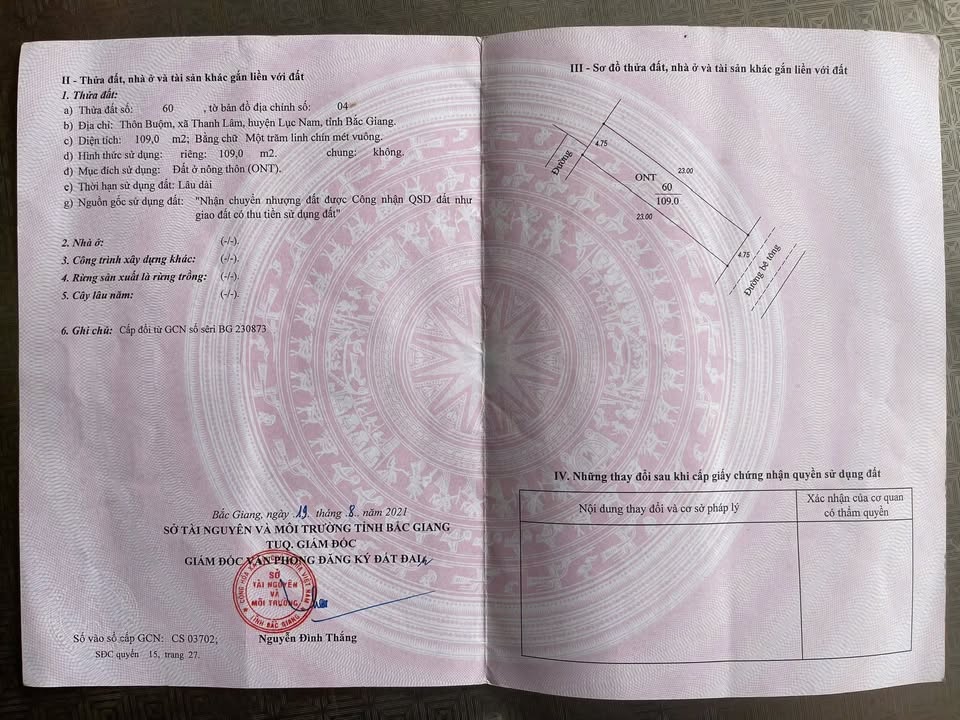 II - Thửa đất, nhà ở và tài sản khác gắn liền với đất
1. Thửa đất:
a) Thửa đất số: 60 , tờ bản đồ địa chính số: 04
b) Địa chỉ: Thôn Buộm, xã Thanh Lâm, huyện Lục Nam, tỉnh Bắc Giang.
c) Diện tích: 109,0 m2; Bằng chữ Một trăm linh chín mét vuông.
d) Hình thức sử dụng: riêng: 109,0 m2. chung: không.
đ) Mục đích sử dụng: Đất ở nông thôn (ONT).
e) Thời hạn sử dụng đất: Lâu dài
g) Nguồn gốc sử dụng đất: "Nhận chuyển nhượng đất được Công nhận QSD đất như
giao đất có thu tiền sử dụng đất"
2. Nhà ở: (-/-).
3. Công trình xây dựng khác: (-/-).
4. Rừng sản xuất là rừng trồng: (-/-).
5. Cây lâu năm: (-/-).
6. Ghi chú: Cấp đổi từ GCN số sêri BG 230873
Bắc Giang, ngày 19 tháng 8 năm 2021
SỞ TÀI NGUYÊN VÀ MÔI TRƯỜNG TỈNH BẮC GIANG
TUQ. GIÁM ĐỐC
GIÁM ĐỐC VĂN PHÒNG ĐĂNG KÝ ĐẤT ĐAI
SỞ
TÀI NGUYÊN
VÀ
MÔI TRƯỜNG
TỈNH BẮC GIANG
Nguyễn Đình Thắng
Số vào sổ cấp GCN: CS 03702;
SĐC quyển 15, trang 27.
III - Sơ đồ thửa đất, nhà ở và tài sản khác gắn liền với đất
Đường
4.75
23.00
ONT
60
109.0
23.00
4.75
Đường bê tông
IV. Những thay đổi sau khi cấp giấy chứng nhận quyền sử dụng đất
Nội dung thay đổi và cơ sở pháp lý
Xác nhận của cơ quan
có thẩm quyền